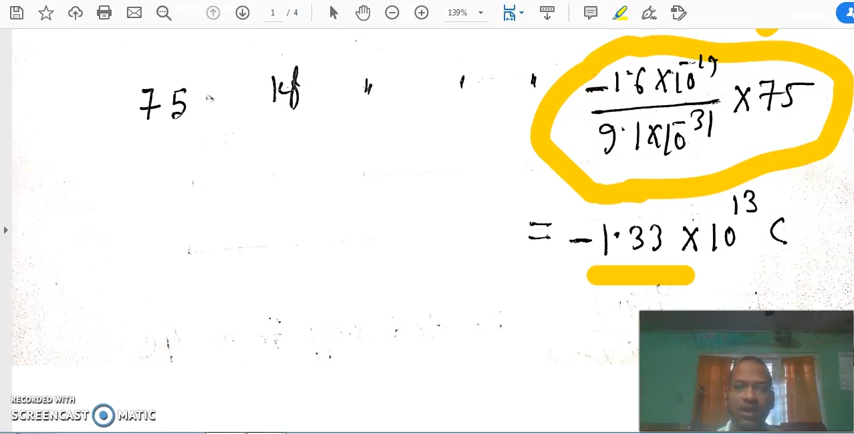 1 / 4
139%
75 kg " " " -1.6 × 10^-19 / 9.1 × 10^-31 × 75
= -1.33 × 10^13 C
RECORDED WITH
SCREENCAST MATIC